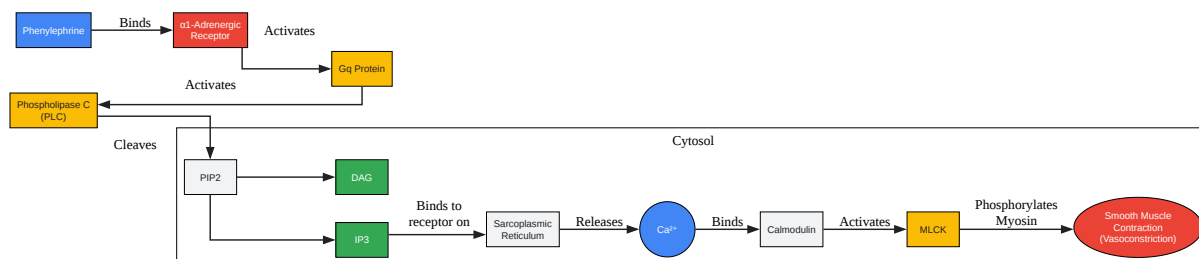 Phenylephrine
Binds
α1-Adrenergic
Receptor
Activates
Gq Protein
Activates
Phospholipase C
(PLC)
Cleaves
Cytosol
PIP2
DAG
IP3
Binds to
receptor on
Sarcoplasmic
Reticulum
Releases
Ca²⁺
Binds
Calmodulin
Activates
MLCK
Phosphorylates
Myosin
Smooth Muscle
Contraction
(Vasoconstriction)